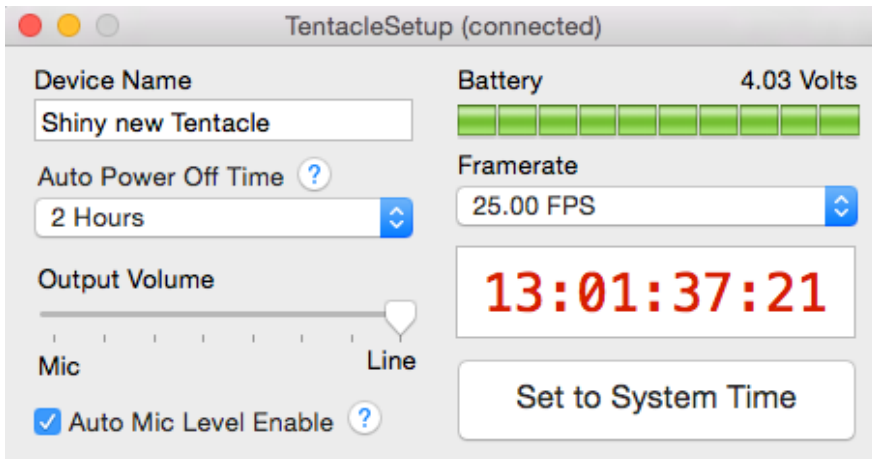 TentacleSetup (connected)
Device Name
Shiny new Tentacle
Auto Power Off Time ?
2 Hours
Output Volume
Mic Line
Auto Mic Level Enable ?
Battery 4.03 Volts
Framerate
25.00 FPS
13:01:37:21
Set to System Time